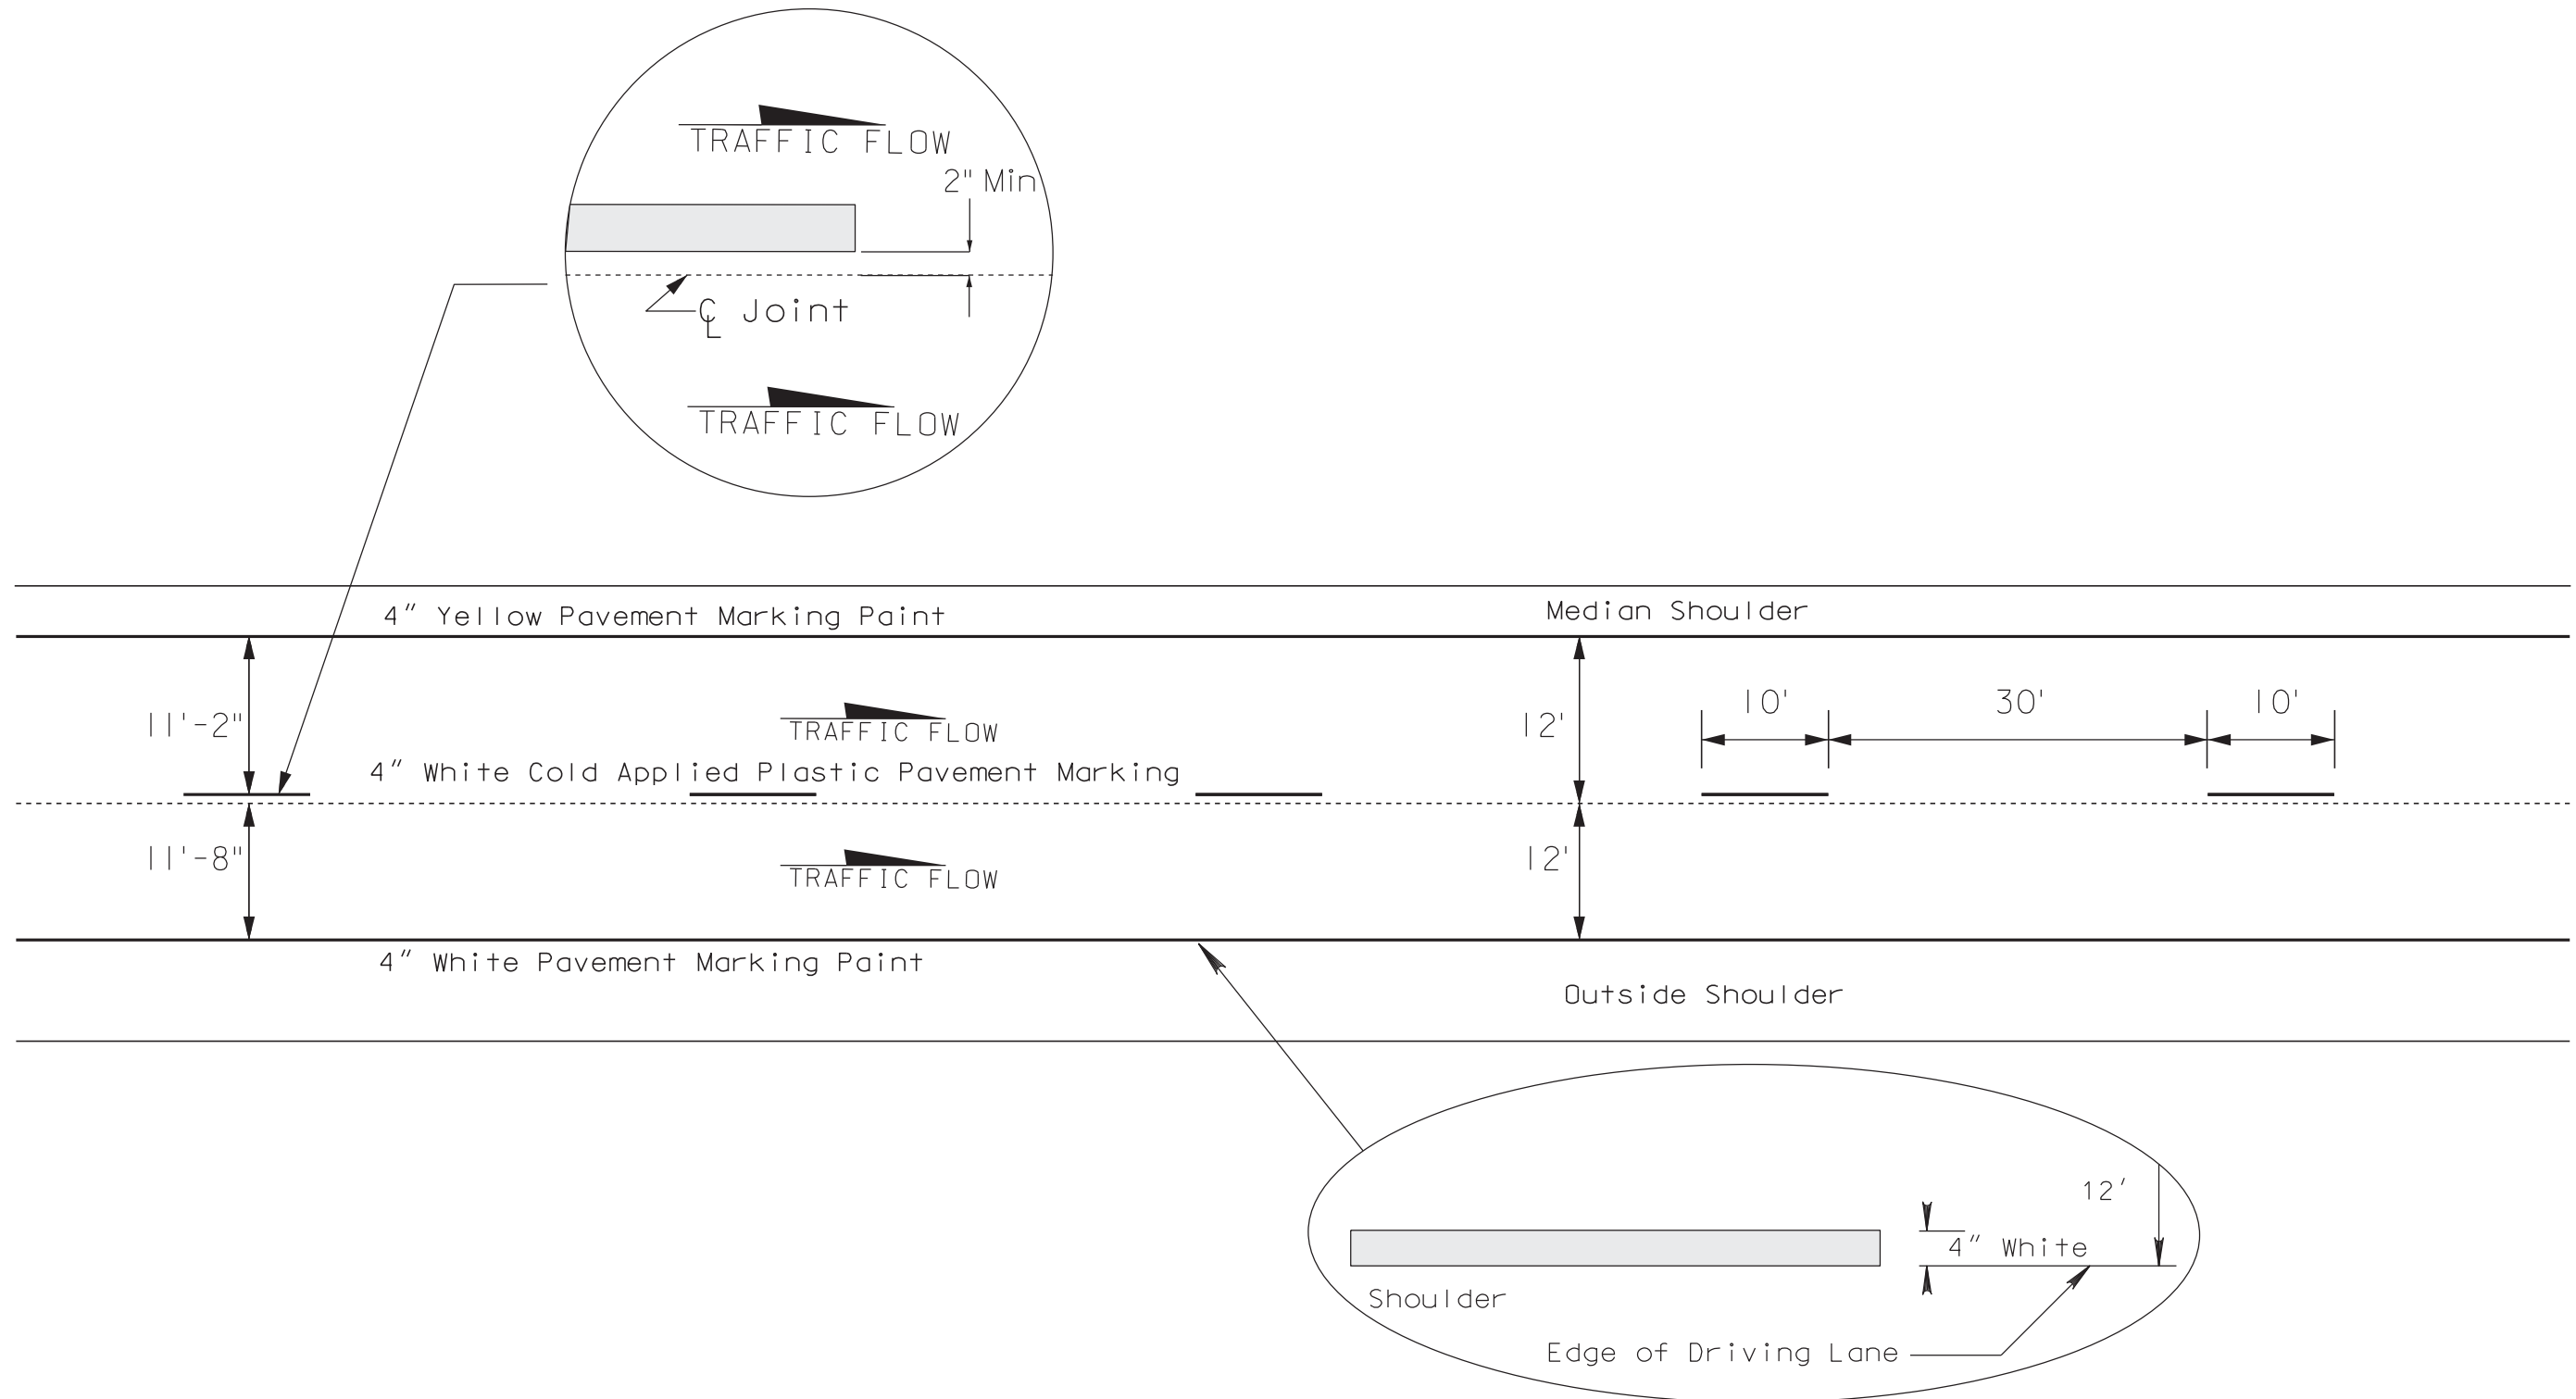 TRAFFIC FLOW
2" Min
℄ Joint
TRAFFIC FLOW
4" Yellow Pavement Marking Paint
Median Shoulder
11'-2"
TRAFFIC FLOW
12'
10'
30'
10'
4" White Cold Applied Plastic Pavement Marking
11'-8"
TRAFFIC FLOW
12'
4" White Pavement Marking Paint
Outside Shoulder
12'
4" White
Shoulder
Edge of Driving Lane